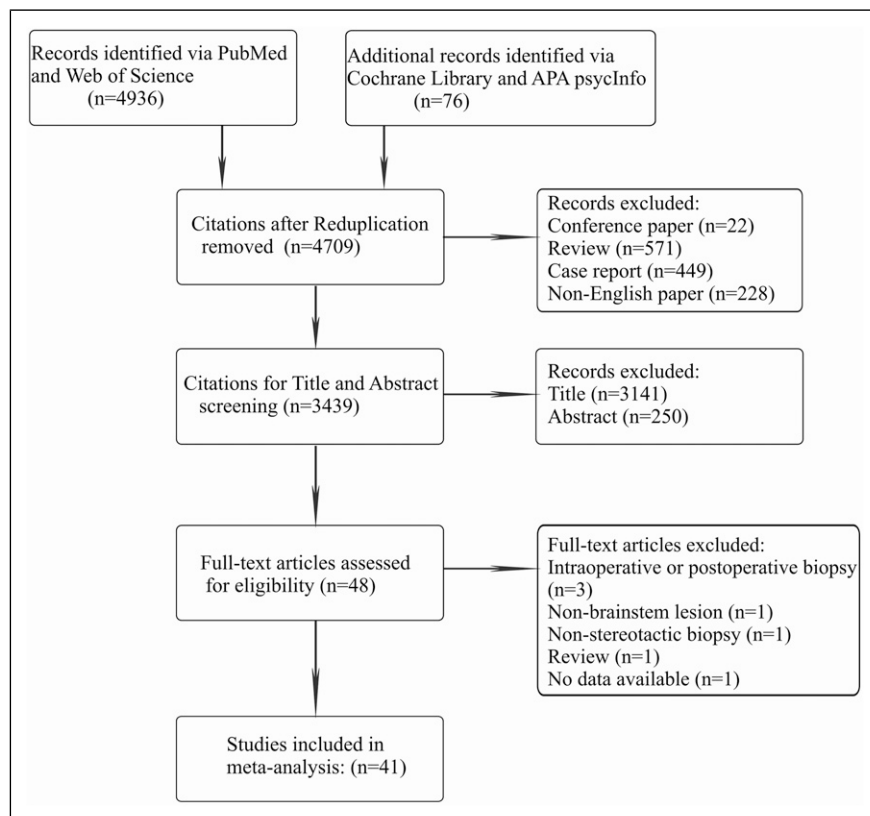 Records identified via PubMed
and Web of Science
(n=4936)
Additional records identified via
Cochrane Library and APA psycInfo
(n=76)
Citations after Reduplication
removed (n=4709)
Records excluded:
Conference paper (n=22)
Review (n=571)
Case report (n=449)
Non-English paper (n=228)
Citations for Title and Abstract
screening (n=3439)
Records excluded:
Title (n=3141)
Abstract (n=250)
Full-text articles assessed
for eligibility (n=48)
Full-text articles excluded:
Intraoperative or postoperative biopsy
(n=3)
Non-brainstem lesion (n=1)
Non-stereotactic biopsy (n=1)
Review (n=1)
No data available (n=1)
Studies included in
meta-analysis: (n=41)